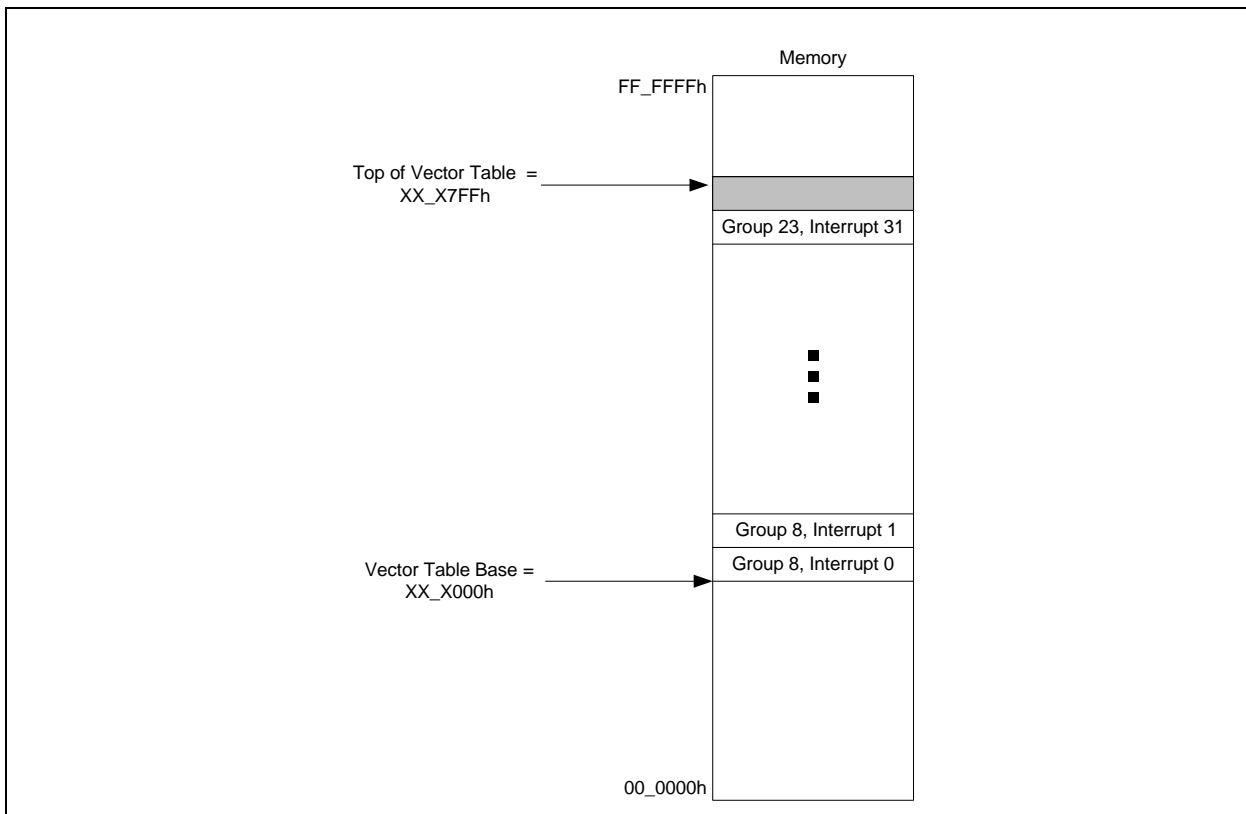 Memory
FF_FFFFh
Top of Vector Table =
XX_X7FFh
Group 23, Interrupt 31
Group 8, Interrupt 1
Group 8, Interrupt 0
Vector Table Base =
XX_X000h
00_0000h